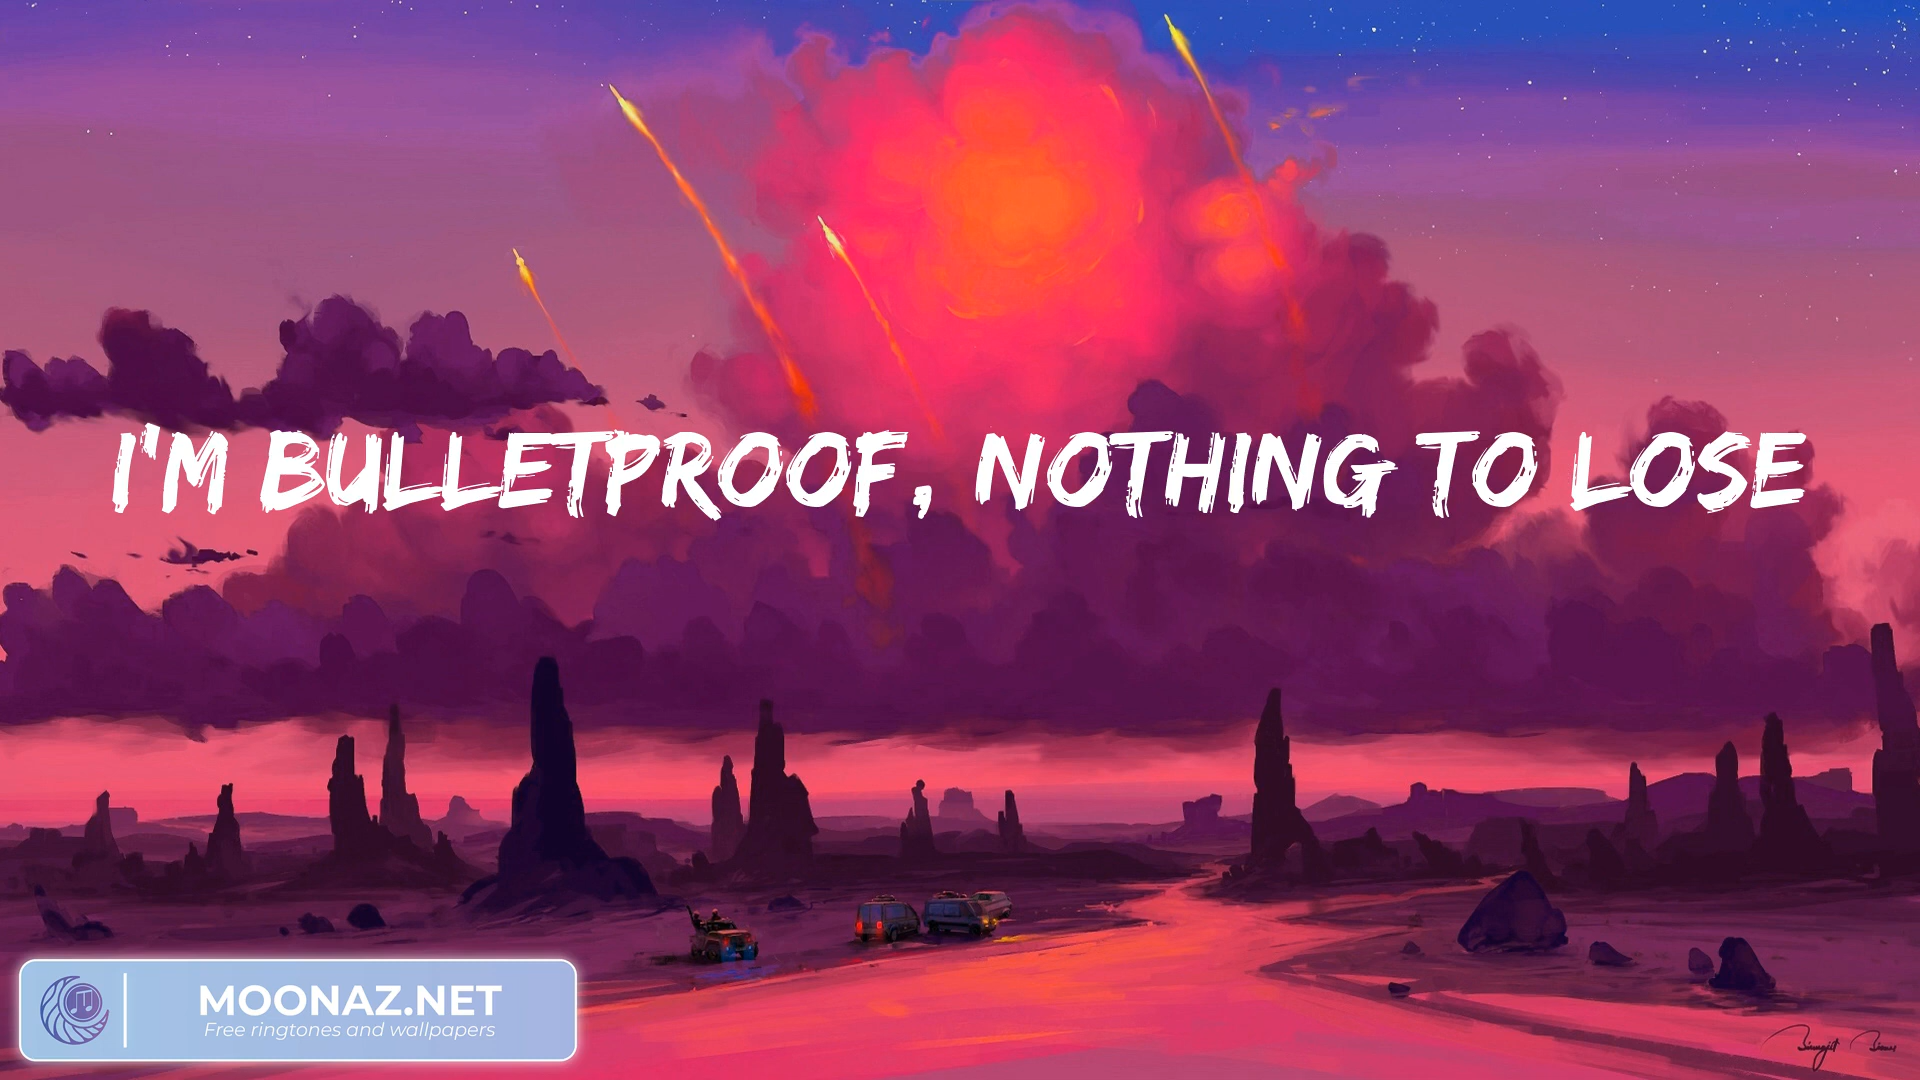 I'M BULLETPROOF, NOTHING TO LOSE
MOONAZ.NET
Free ringtones and wallpapers